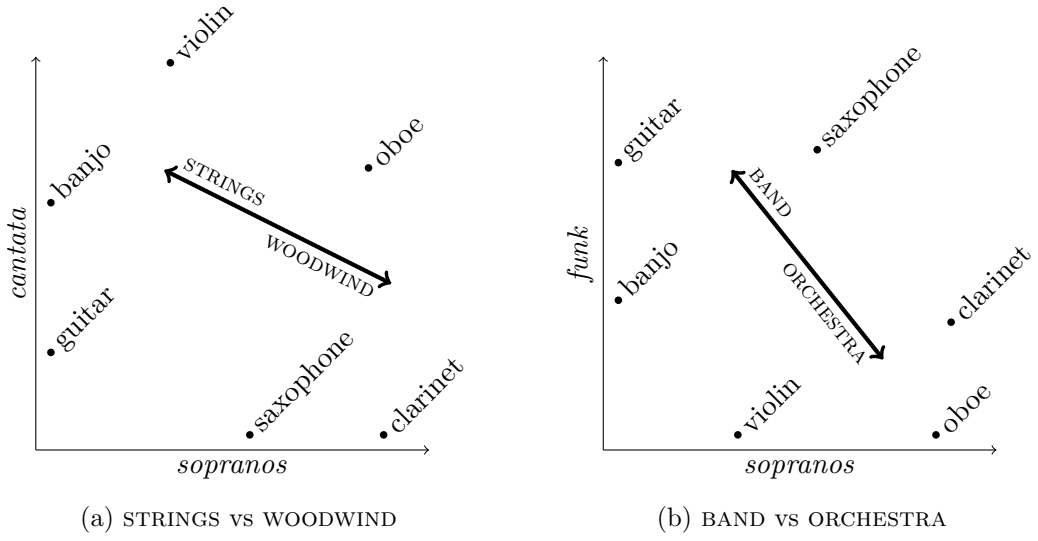 violin
oboe
banjo
STRINGS
WOODWIND
cantata
guitar
saxophone
clarinet
sopranos
(a) STRINGS vs WOODWIND
saxophone
guitar
BAND
funk
banjo
ORCHESTRA
clarinet
violin
oboe
sopranos
(b) BAND vs ORCHESTRA